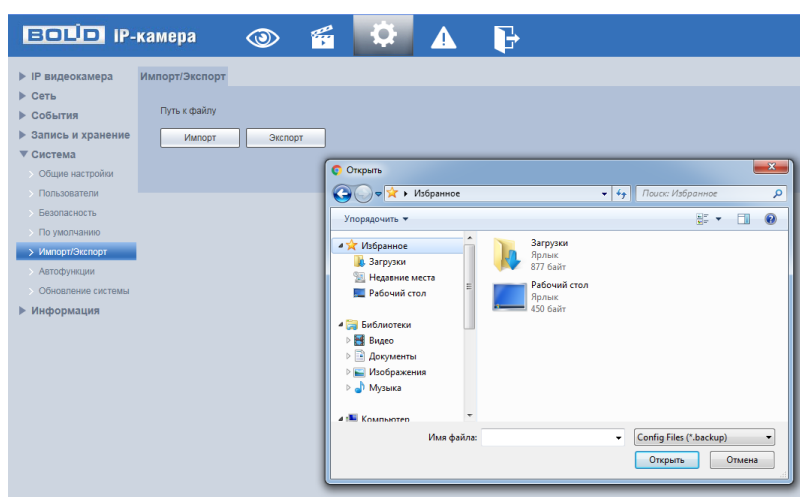 BOLID IP-камера
IP видеокамера
Сеть
События
Запись и хранение
Система
Общие настройки
Пользователи
Безопасность
По умолчанию
Импорт/Экспорт
Автофункции
Обновление системы
Информация
Импорт/Экспорт
Путь к файлу
Импорт Экспорт
Открыть
Избранное
Поиск: Избранное
Упорядочить
Избранное
Загрузки
Недавние места
Рабочий стол
Библиотеки
Видео
Документы
Изображения
Музыка
Компьютер
Загрузки
Ярлык
877 байт
Рабочий стол
Ярлык
450 байт
Имя файла:
Config Files (*.backup)
Открыть Отмена